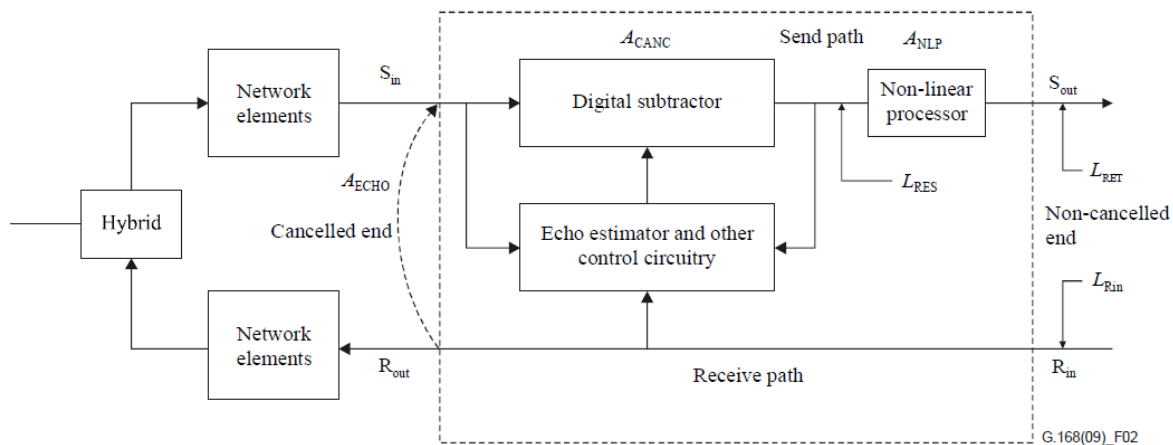 A_CANC
Send path
A_NLP
S_in
Network
elements
Digital subtractor
Non-linear
processor
S_out
A_ECHO
L_RES
L_RET
Hybrid
Cancelled end
Echo estimator and other
control circuitry
Non-cancelled
end
L_Rin
Network
elements
R_out
Receive path
R_in
G.168(09)_F02